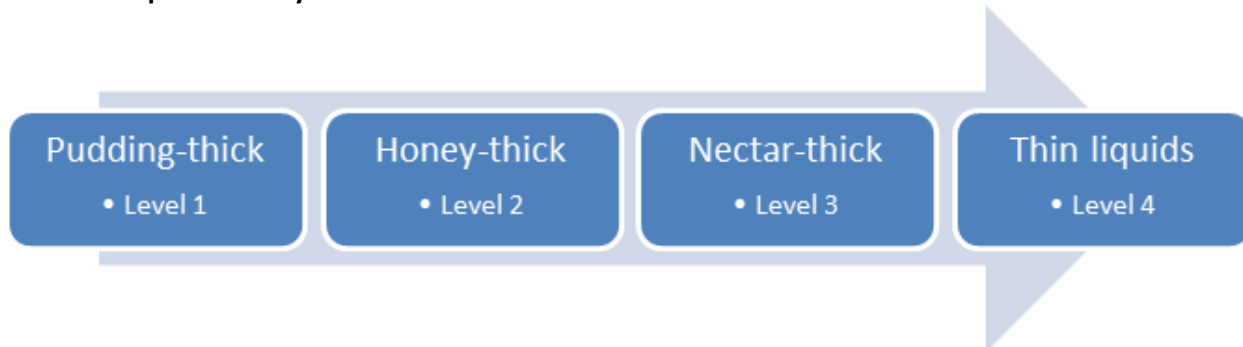 Pudding-thick
• Level 1
Honey-thick
• Level 2
Nectar-thick
• Level 3
Thin liquids
• Level 4